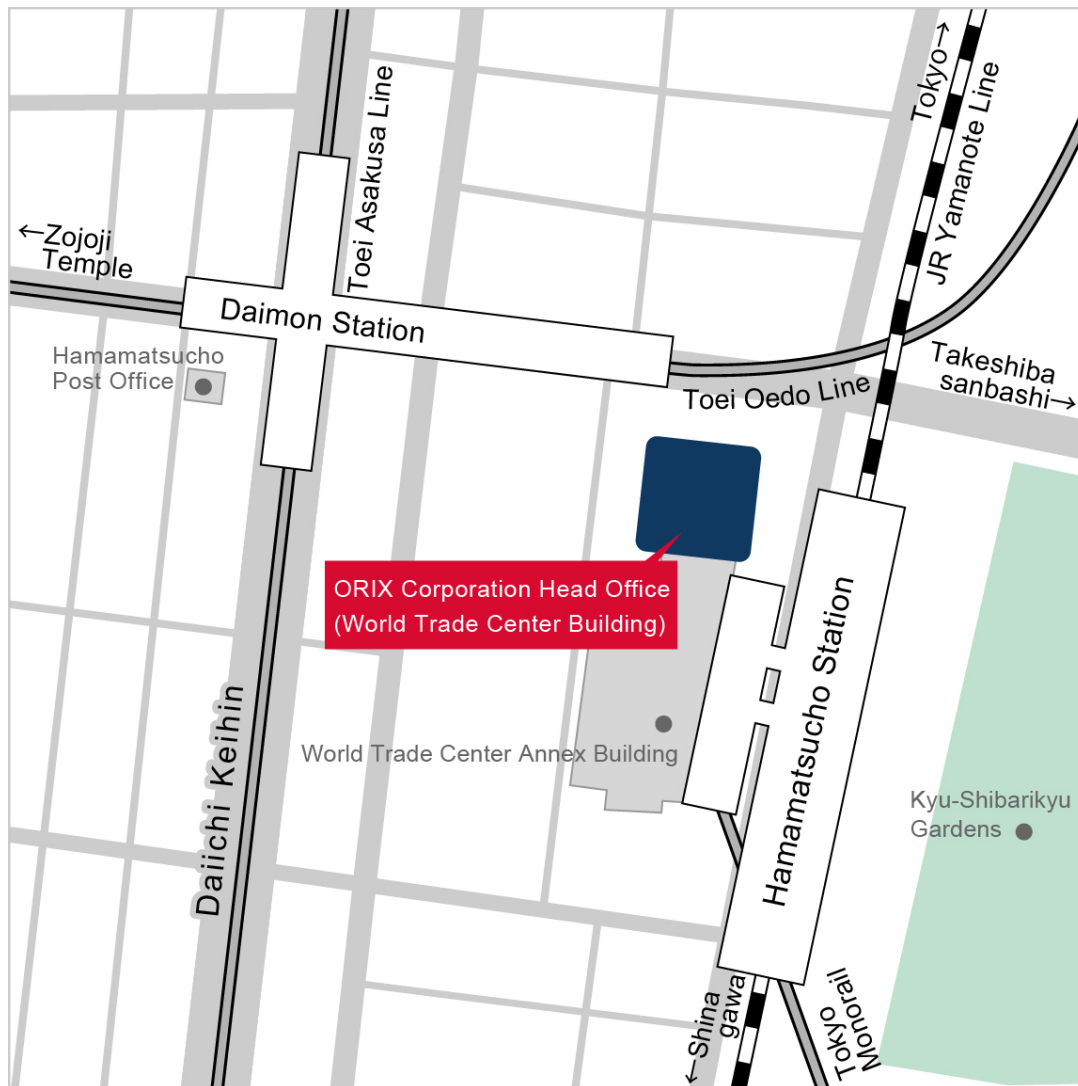 Tokyo→
JR Yamanote Line
Toei Asakusa Line
←Zojoji
Temple
Daimon Station
Hamamatsucho
Post Office
Toei Oedo Line
Takeshiba
sanbashi→
ORIX Corporation Head Office
(World Trade Center Building)
Hamamatsucho Station
World Trade Center Annex Building
Daiichi Keihin
Kyu-Shibarikyu
Gardens
←Shina
gawa
Tokyo
Monorail